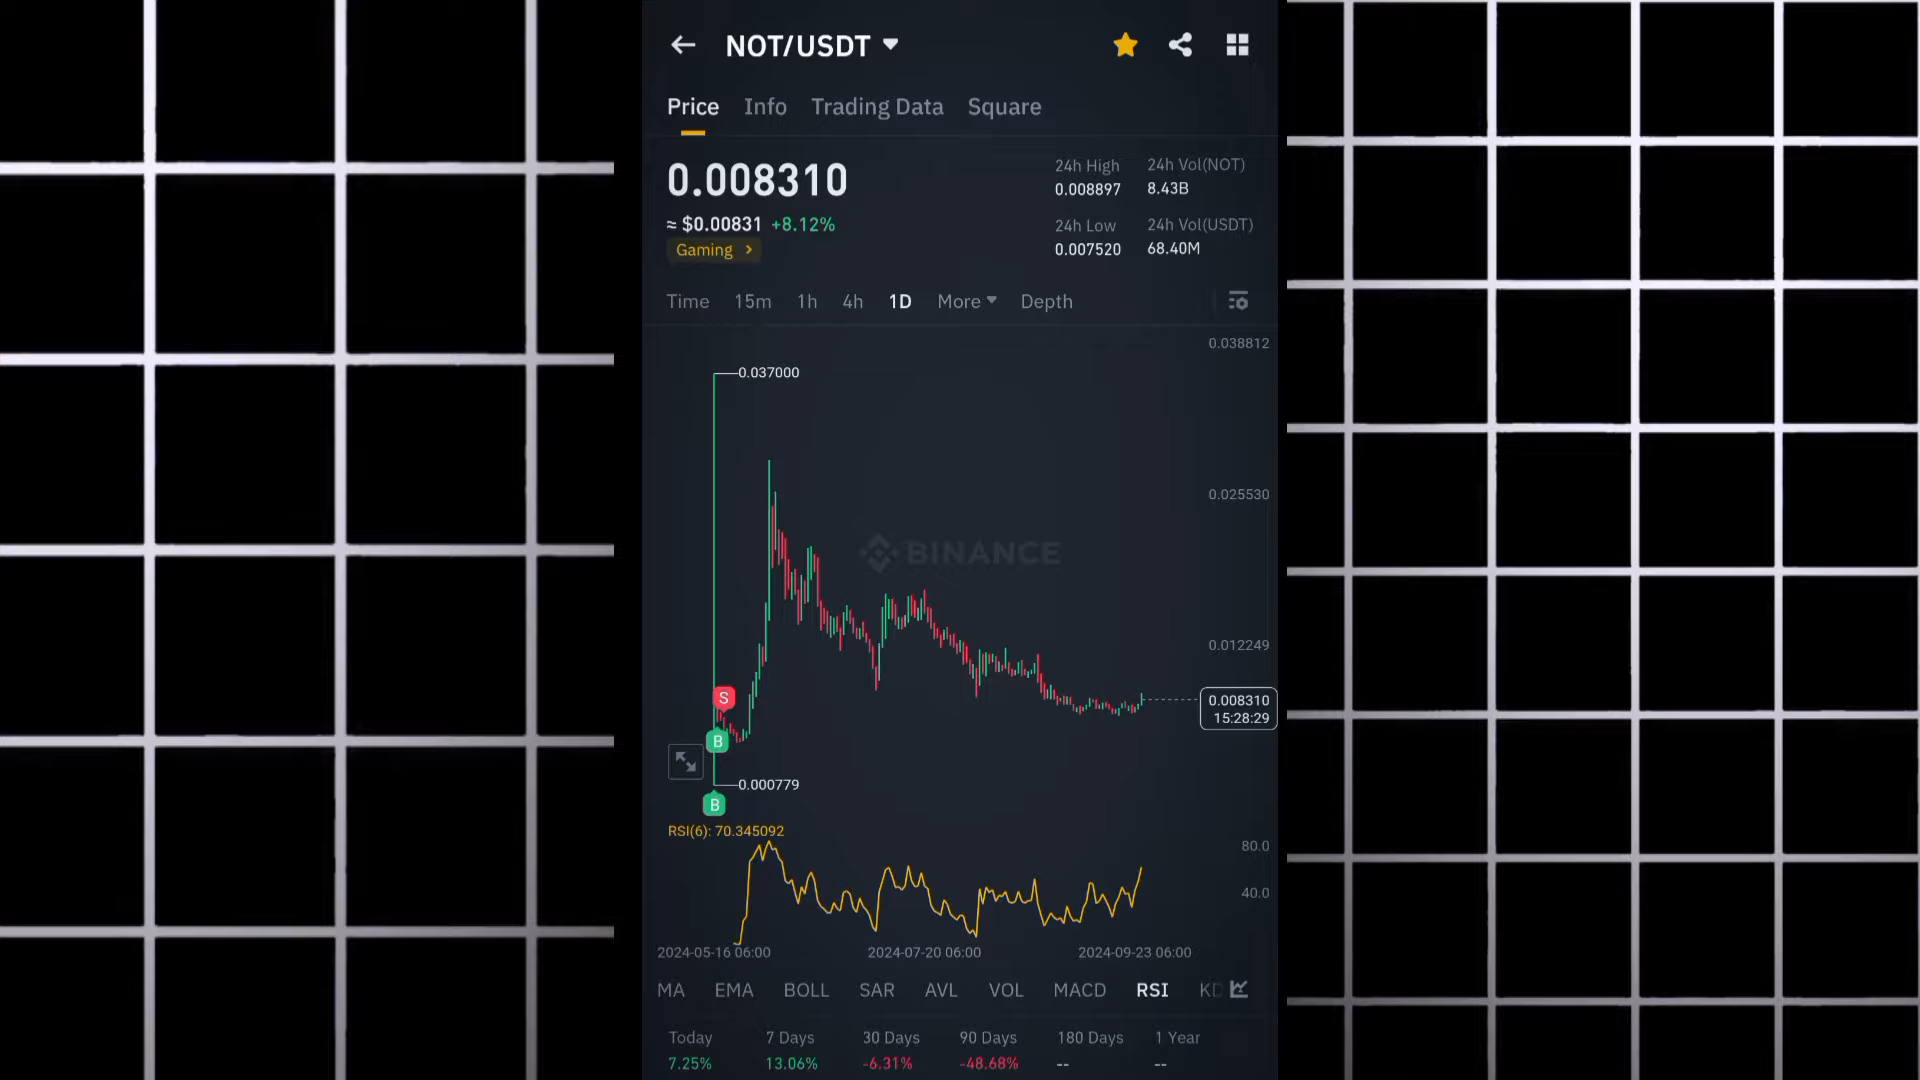 NOT/USDT
Price Info Trading Data Square
0.008310
≈ $0.00831 +8.12%
Gaming >
24h High
0.008897
24h Vol(NOT)
8.43B
24h Low
0.007520
24h Vol(USDT)
68.40M
Time 15m 1h 4h 1D More Depth
0.038812
0.037000
0.025530
BINANCE
0.012249
S
0.008310
15:28:29
B
0.000779
B
RSI(6): 70.345092
80.0
40.0
2024-05-16 06:00 2024-07-20 06:00 2024-09-23 06:00
MA EMA BOLL SAR AVL VOL MACD RSI KD
Today 7 Days 30 Days 90 Days 180 Days 1 Year
7.25% 13.06% -6.31% -48.68% -- --